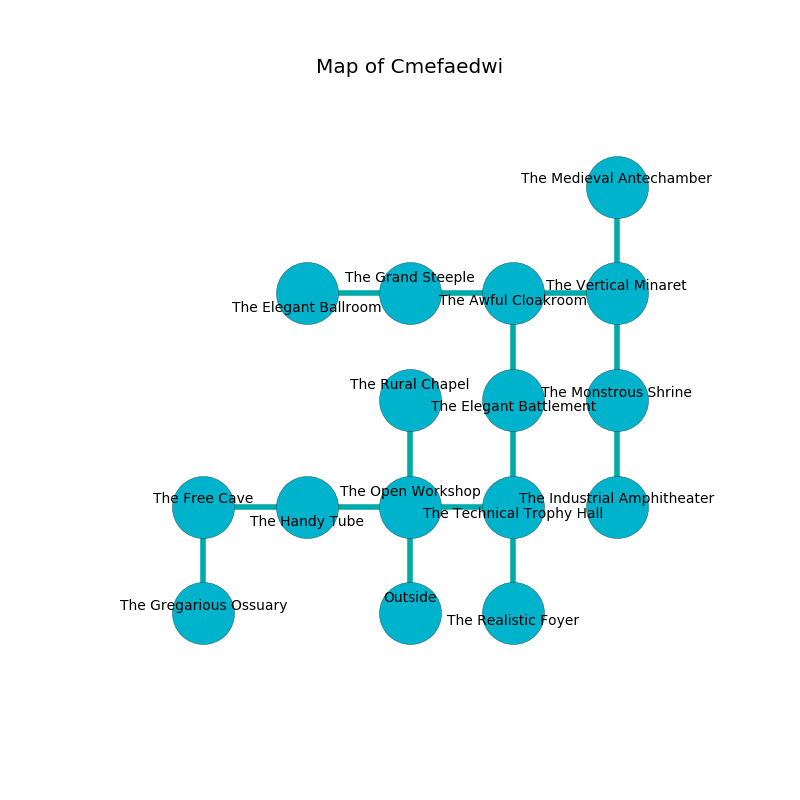 Map of Cmefaedwi
The Medieval Antechamber
The Grand Steeple
The Vertical Minaret
The Elegant Ballroom
The Awful Cloakroom
The Rural Chapel
The Monstrous Shrine
The Elegant Battlement
The Open Workshop
The Free Cave
The Industrial Amphitheater
The Handy Tube
The Technical Trophy Hall
Outside
The Gregarious Ossuary
The Realistic Foyer